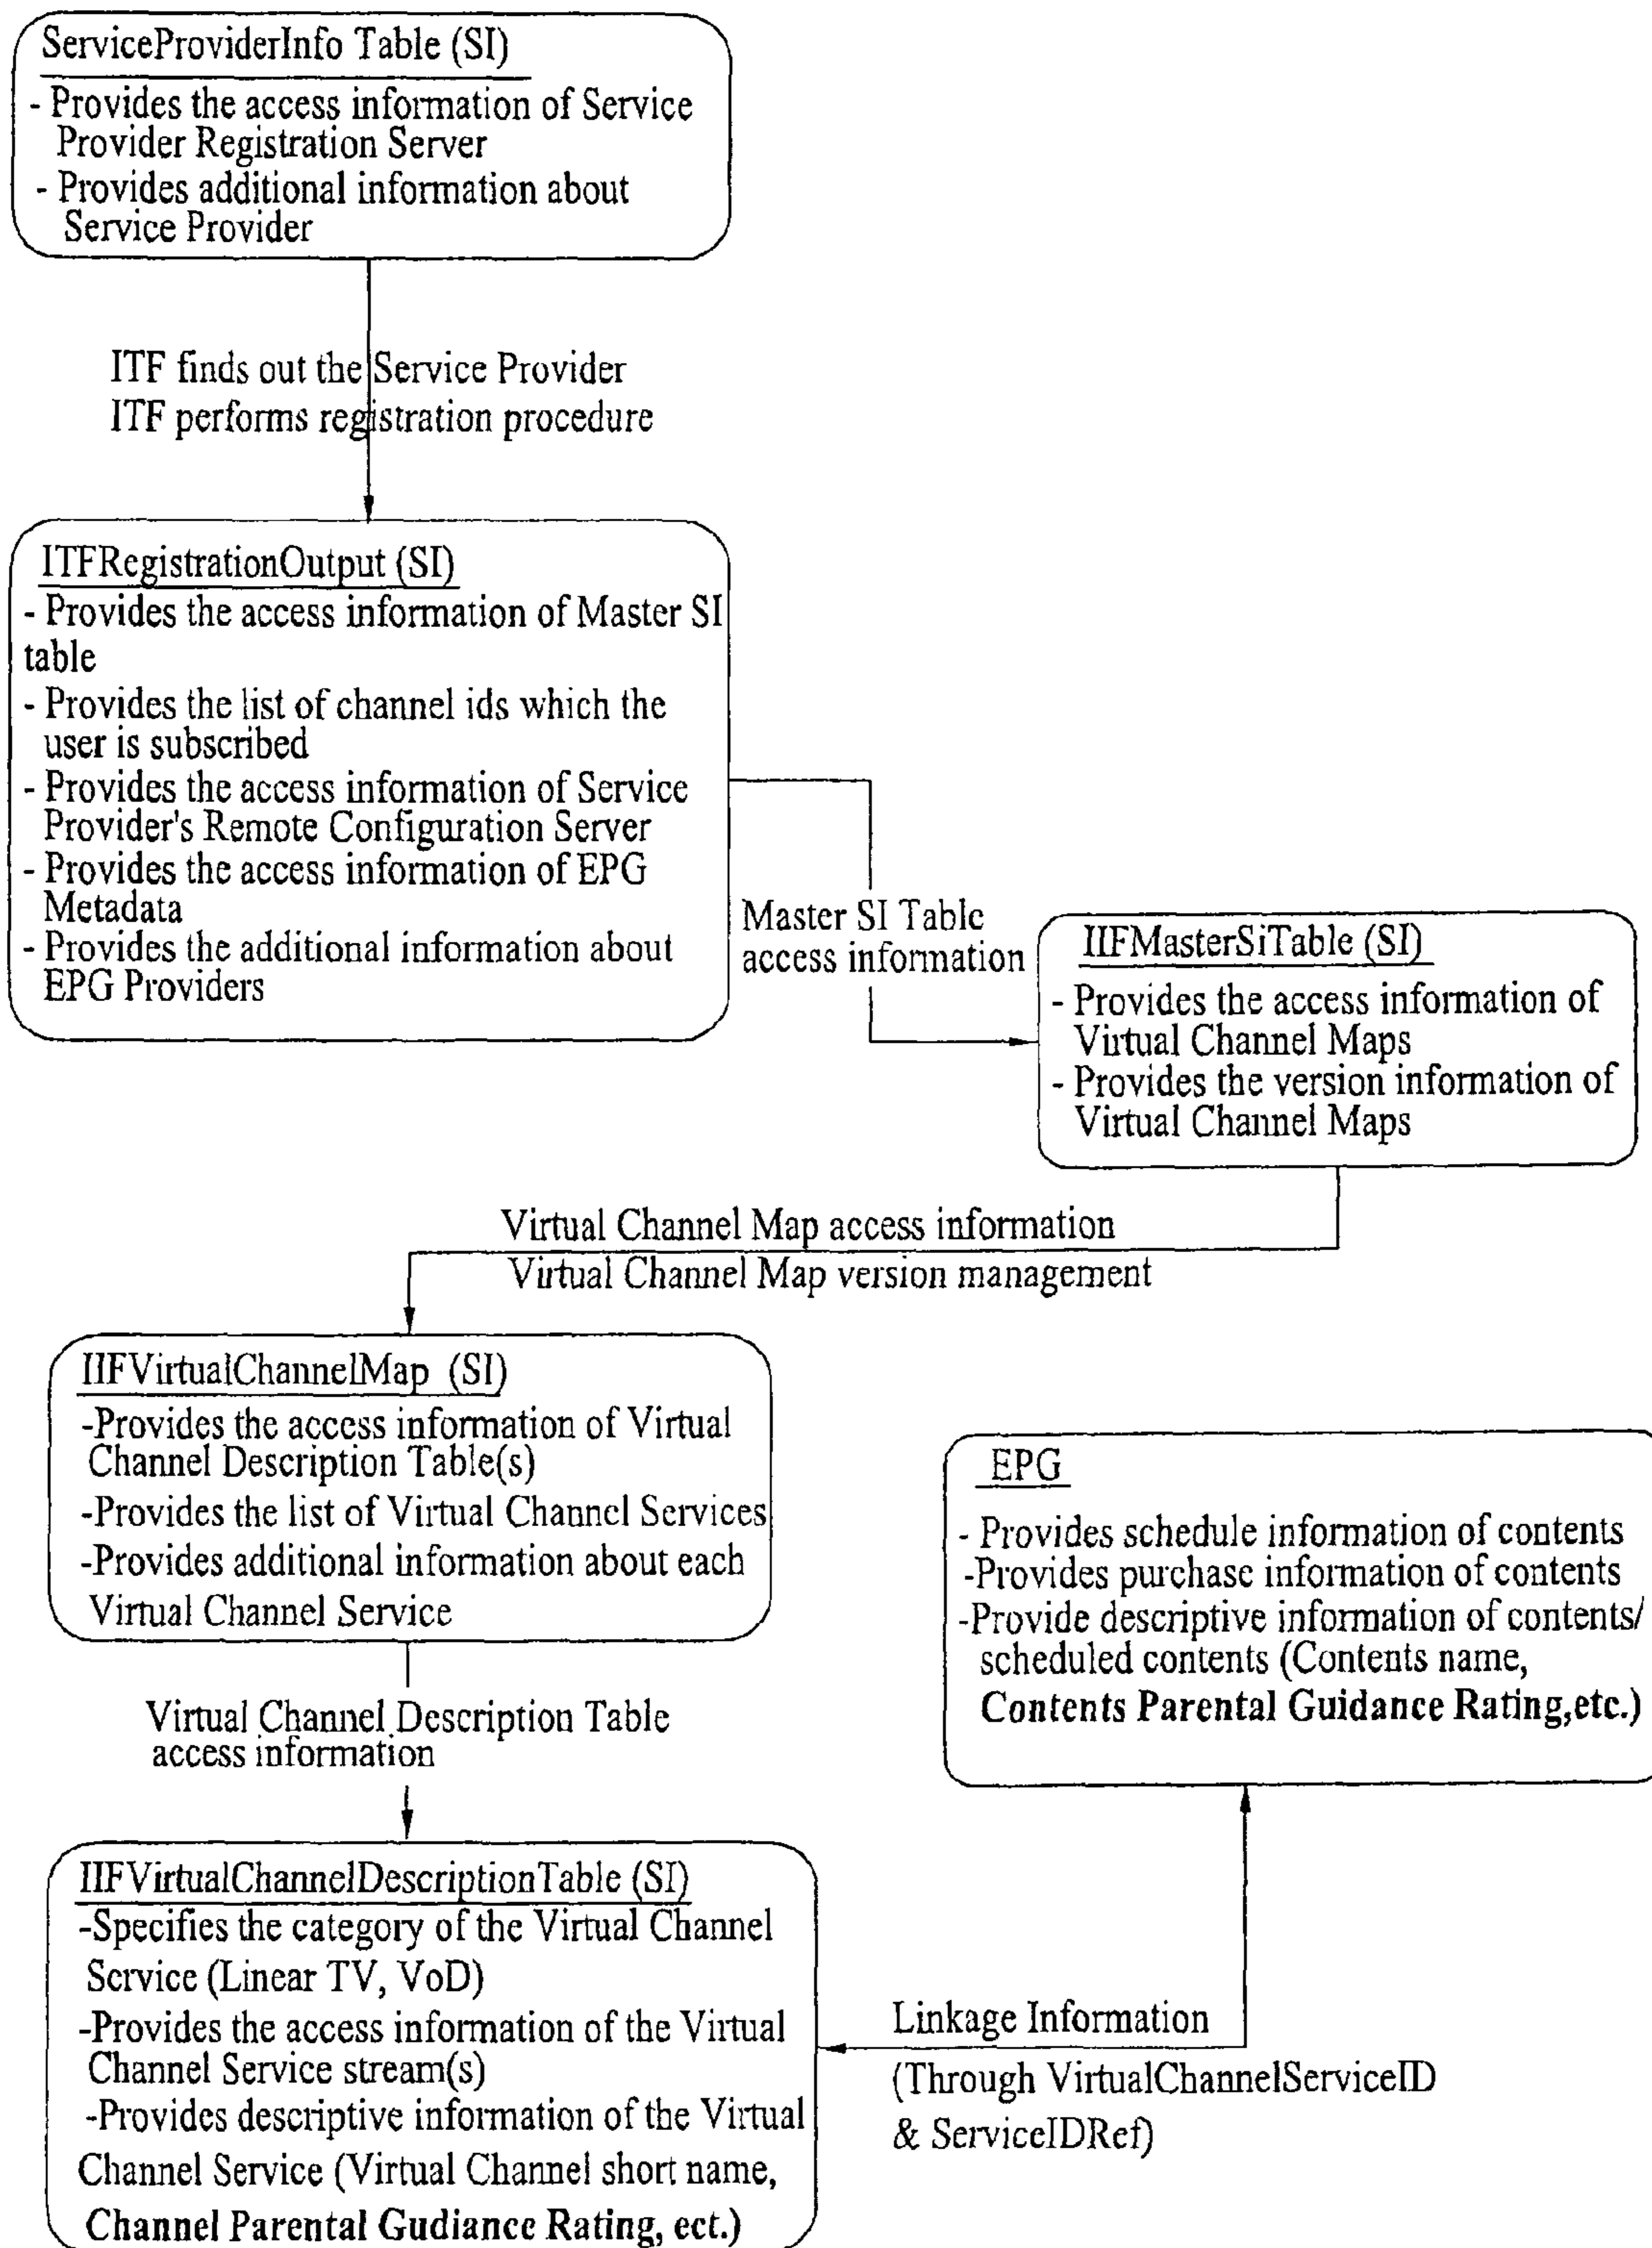 ServiceProviderInfo Table (SI)
- Provides the access information of Service
Provider Registration Server
- Provides additional information about
Service Provider
ITF finds out the Service Provider
ITF performs registration procedure
ITFRegistrationOutput (SI)
- Provides the access information of Master SI
table
- Provides the list of channel ids which the
user is subscribed
- Provides the access information of Service
Provider's Remote Configuration Server
- Provides the access information of EPG
Metadata
- Provides the additional information about
EPG Providers
Master SI Table
access information
IIFMasterSiTable (SI)
- Provides the access information of
Virtual Channel Maps
- Provides the version information of
Virtual Channel Maps
Virtual Channel Map access information
Virtual Channel Map version management
IIFVirtualChannelMap (SI)
-Provides the access information of Virtual
Channel Description Table(s)
-Provides the list of Virtual Channel Services
-Provides additional information about each
Virtual Channel Service
EPG
- Provides schedule information of contents
-Provides purchase information of contents
-Provide descriptive information of contents/
scheduled contents (Contents name,
Contents Parental Guidance Rating,etc.)
Virtual Channel Description Table
access information
IIFVirtualChannelDescriptionTable (SI)
-Specifies the category of the Virtual Channel
Service (Linear TV, VoD)
-Provides the access information of the Virtual
Channel Service stream(s)
-Provides descriptive information of the Virtual
Channel Service (Virtual Channel short name,
Channel Parental Gudiance Rating, ect.)
Linkage Information
(Through VirtualChannelServiceID
& ServiceIDRef)